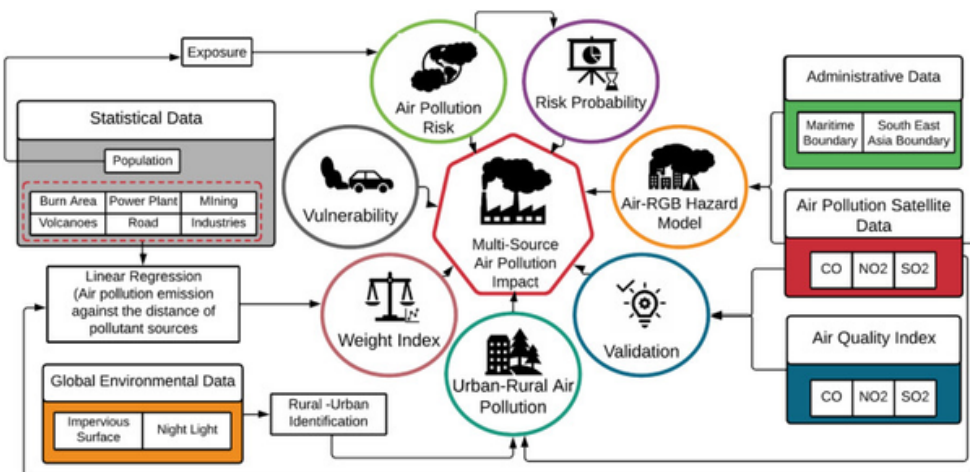 Exposure
Statistical Data
Population
Burn Area
Power Plant
MIning
Volcanoes
Road
Industries
Linear Regression
(Air pollution emission
against the distance of
pollutant sources
Global Environmental Data
Impervious
Surface
Night Light
Rural -Urban
Identification
Air Pollution
Risk
Risk Probability
Vulnerability
Air-RGB Hazard
Model
Multi-Source
Air Pollution
Impact
Weight Index
Validation
Urban-Rural Air
Pollution
Administrative Data
Maritime
Boundary
South East
Asia Boundary
Air Pollution Satellite
Data
CO
NO2
SO2
Air Quality Index
CO
NO2
SO2